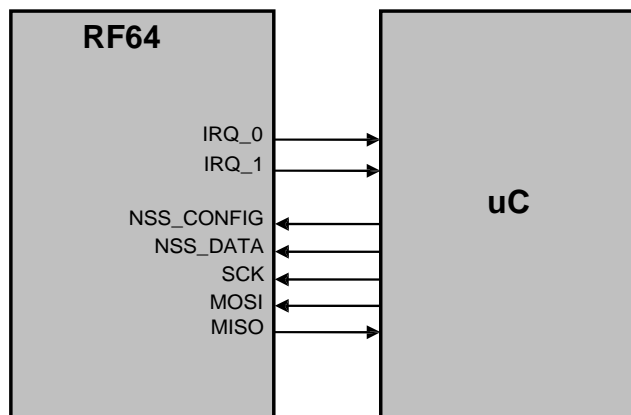 RF64
IRQ_0
IRQ_1
NSS_CONFIG
NSS_DATA
SCK
MOSI
MISO
uC